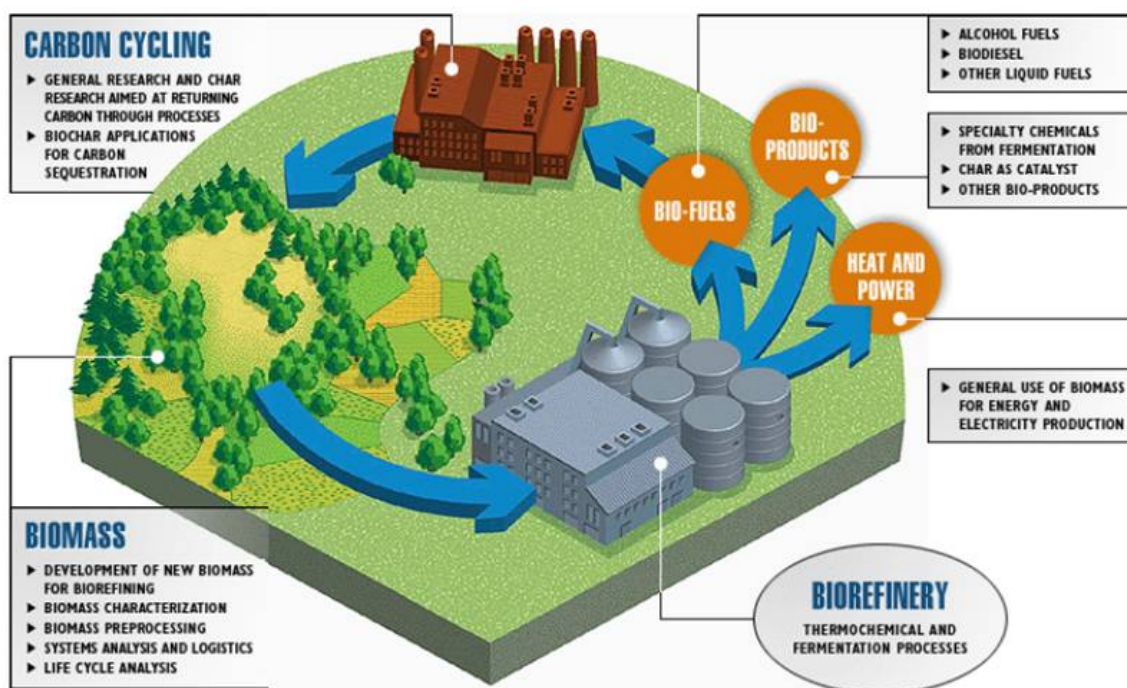 CARBON CYCLING
▶ GENERAL RESEARCH AND CHAR
RESEARCH AIMED AT RETURNING
CARBON THROUGH PROCESSES
▶ BIOCHAR APPLICATIONS
FOR CARBON
SEQUESTRATION
▶ ALCOHOL FUELS
▶ BIODIESEL
▶ OTHER LIQUID FUELS
▶ SPECIALTY CHEMICALS
FROM FERMENTATION
▶ CHAR AS CATALYST
▶ OTHER BIO-PRODUCTS
BIO-
PRODUCTS
BIO-FUELS
HEAT AND
POWER
▶ GENERAL USE OF BIOMASS
FOR ENERGY AND
ELECTRICITY PRODUCTION
BIOMASS
▶ DEVELOPMENT OF NEW BIOMASS
FOR BIOREFINING
▶ BIOMASS CHARACTERIZATION
▶ BIOMASS PREPROCESSING
▶ SYSTEMS ANALYSIS AND LOGISTICS
▶ LIFE CYCLE ANALYSIS
BIOREFINERY
THERMOCHEMICAL AND
FERMENTATION PROCESSES